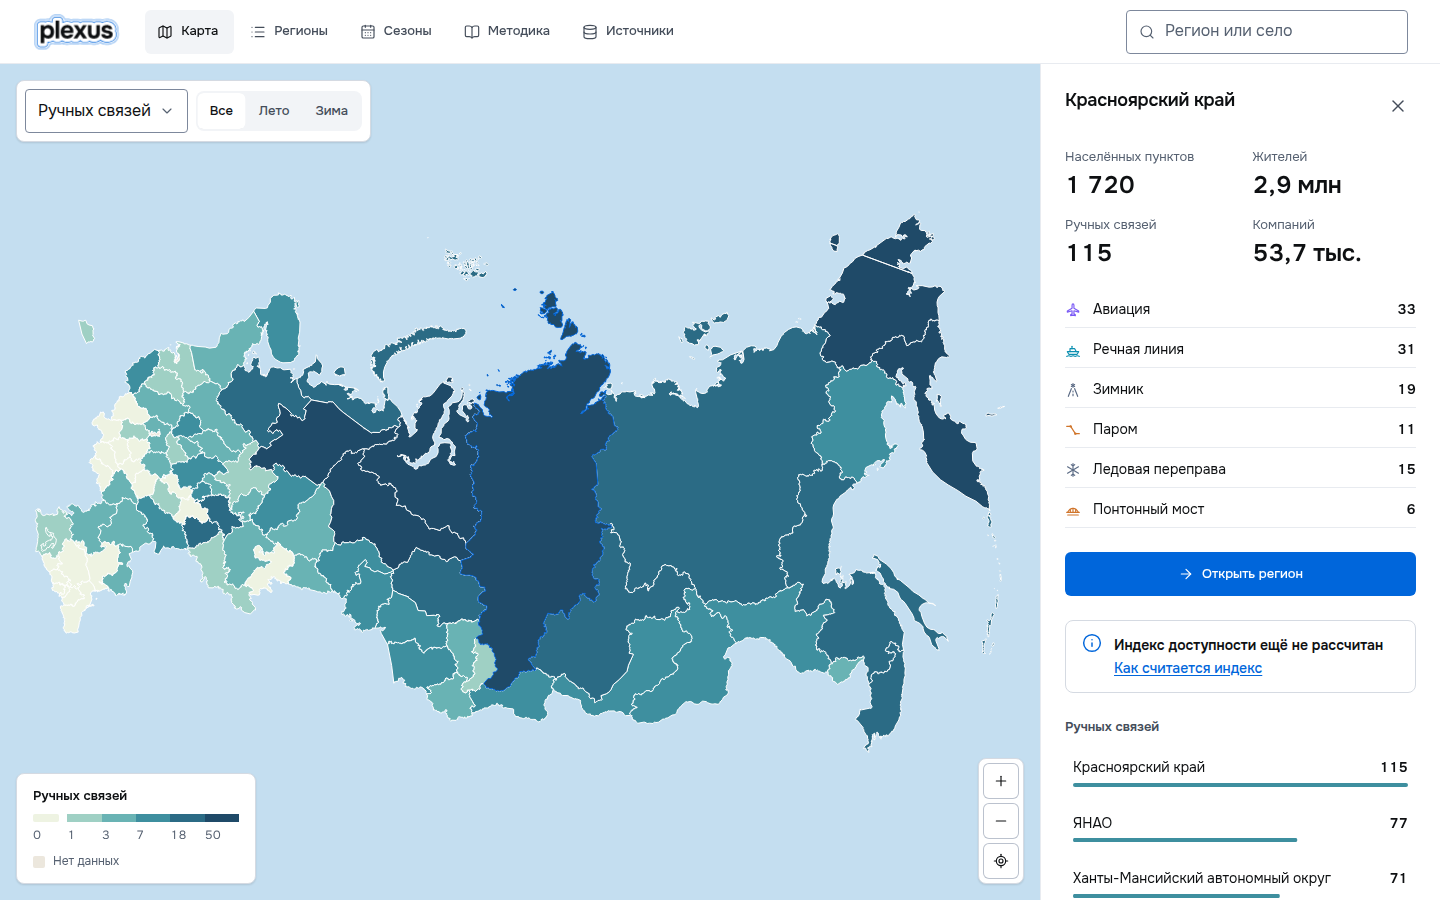 plexus
Карта
Регионы
Сезоны
Методика
Источники
Регион или село
Ручных связей
Все
Лето
Зима
Красноярский край
Населённых пунктов
Жителей
1 720
2,9 млн
Ручных связей
Компаний
115
53,7 тыс.
Авиация 33
Речная линия 31
Зимник 19
Паром 11
Ледовая переправа 15
Понтонный мост 6
Открыть регион
Индекс доступности ещё не рассчитан
Как считается индекс
Ручных связей
Красноярский край 115
ЯНАО 77
Ханты-Мансийский автономный округ 71
Ручных связей
0 1 3 7 18 50
Нет данных